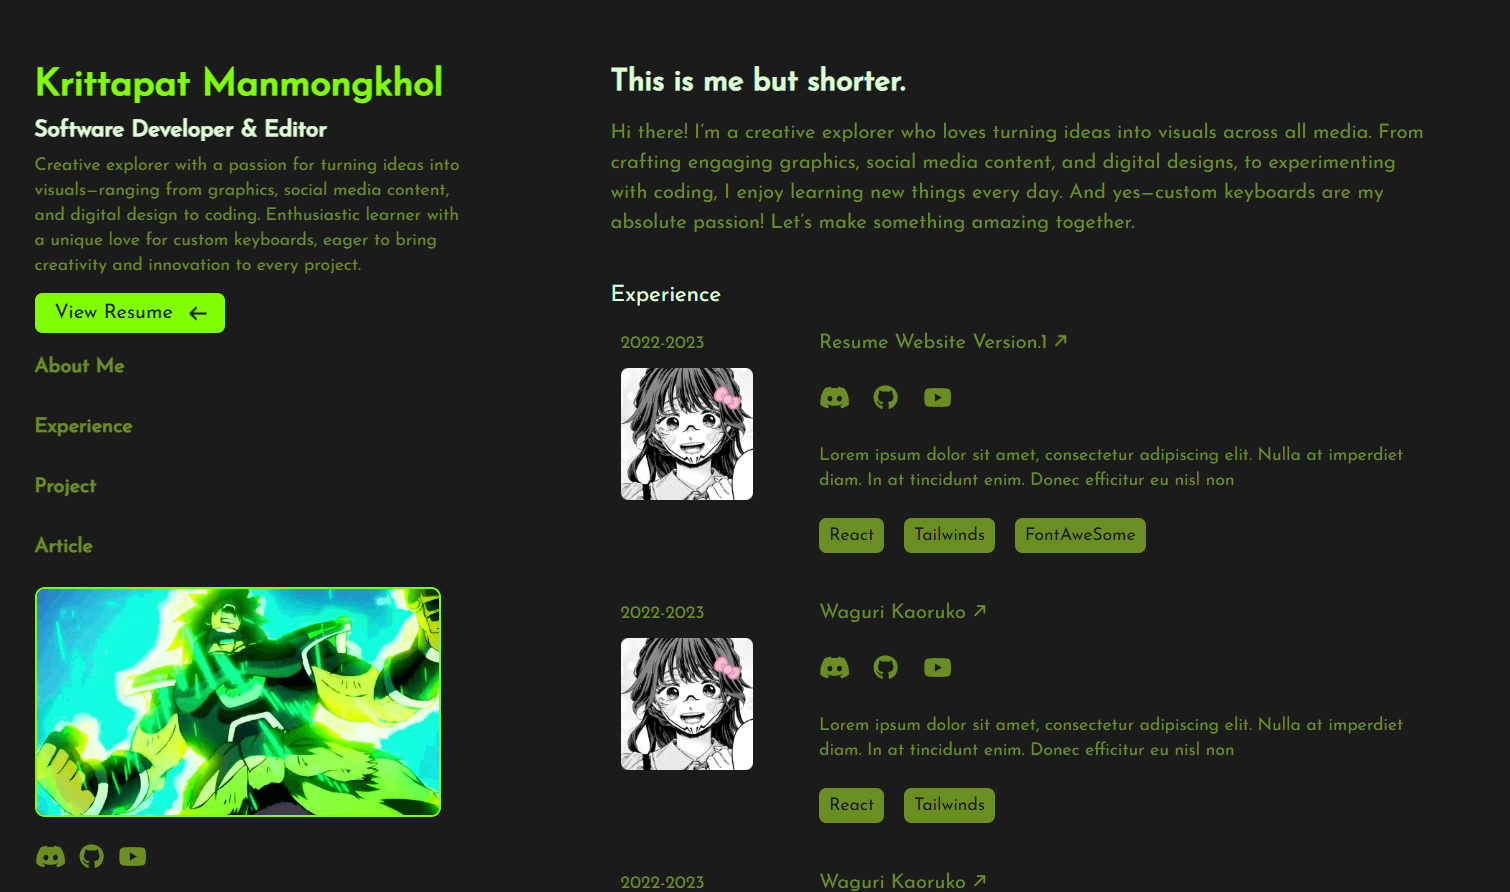 Krittapat Manmongkhol
Software Developer & Editor
Creative explorer with a passion for turning ideas into
visuals—ranging from graphics, social media content,
and digital design to coding. Enthusiastic learner with
a unique love for custom keyboards, eager to bring
creativity and innovation to every project.
View Resume
About Me
Experience
Project
Article
This is me but shorter.
Hi there! I’m a creative explorer who loves turning ideas into visuals across all media. From
crafting engaging graphics, social media content, and digital designs, to experimenting
with coding, I enjoy learning new things every day. And yes—custom keyboards are my
absolute passion! Let’s make something amazing together.
Experience
2022-2023
Resume Website Version.1
Lorem ipsum dolor sit amet, consectetur adipiscing elit. Nulla at imperdiet
diam. In at tincidunt enim. Donec efficitur eu nisl non
React Tailwinds FontAweSome
2022-2023
Waguri Kaoruko
Lorem ipsum dolor sit amet, consectetur adipiscing elit. Nulla at imperdiet
diam. In at tincidunt enim. Donec efficitur eu nisl non
React Tailwinds
2022-2023
Waguri Kaoruko